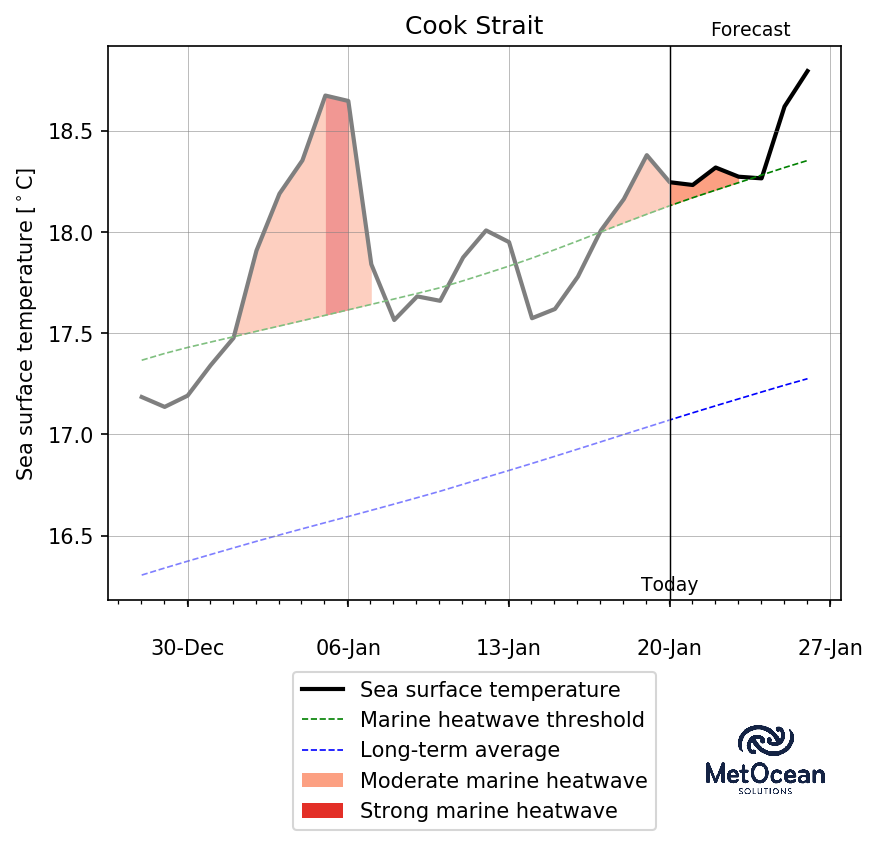 Cook Strait
Forecast
Sea surface temperature [°C]
18.5
18.0
17.5
17.0
16.5
Today
30-Dec 06-Jan 13-Jan 20-Jan 27-Jan
Sea surface temperature
Marine heatwave threshold
Long-term average
Moderate marine heatwave
Strong marine heatwave
MetOcean
SOLUTIONS